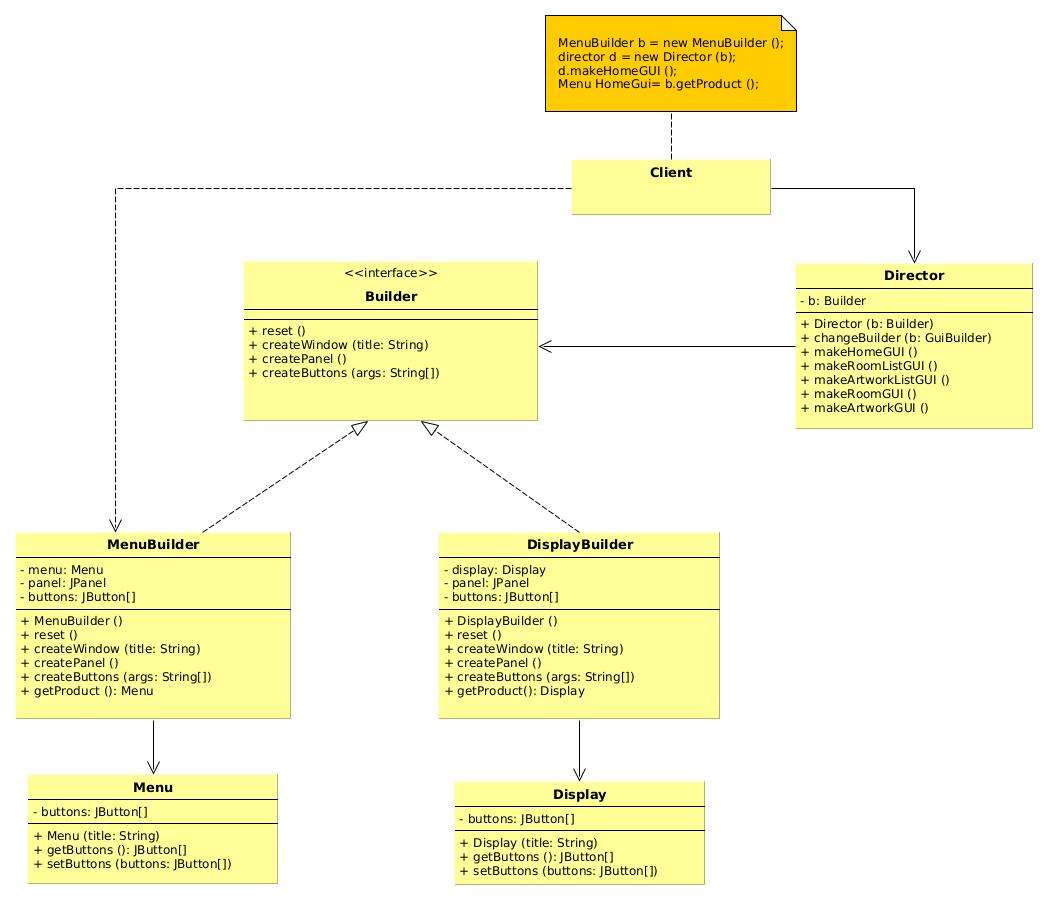 MenuBuilder b = new MenuBuilder ();
director d = new Director (b);
d.makeHomeGUI ();
Menu HomeGui= b.getProduct ();
Client
<<interface>>
Builder
+ reset ()
+ createWindow (title: String)
+ createPanel ()
+ createButtons (args: String[])
Director
- b: Builder
+ Director (b: Builder)
+ changeBuilder (b: GuiBuilder)
+ makeHomeGUI ()
+ makeRoomListGUI ()
+ makeArtworkListGUI ()
+ makeRoomGUI ()
+ makeArtworkGUI ()
MenuBuilder
- menu: Menu
- panel: JPanel
- buttons: JButton[]
+ MenuBuilder ()
+ reset ()
+ createWindow (title: String)
+ createPanel ()
+ createButtons (args: String[])
+ getProduct (): Menu
DisplayBuilder
- display: Display
- panel: JPanel
- buttons: JButton[]
+ DisplayBuilder ()
+ reset ()
+ createWindow (title: String)
+ createPanel ()
+ createButtons (args: String[])
+ getProduct(): Display
Menu
- buttons: JButton[]
+ Menu (title: String)
+ getButtons (): JButton[]
+ setButtons (buttons: JButton[])
Display
- buttons: JButton[]
+ Display (title: String)
+ getButtons (): JButton[]
+ setButtons (buttons: JButton[])